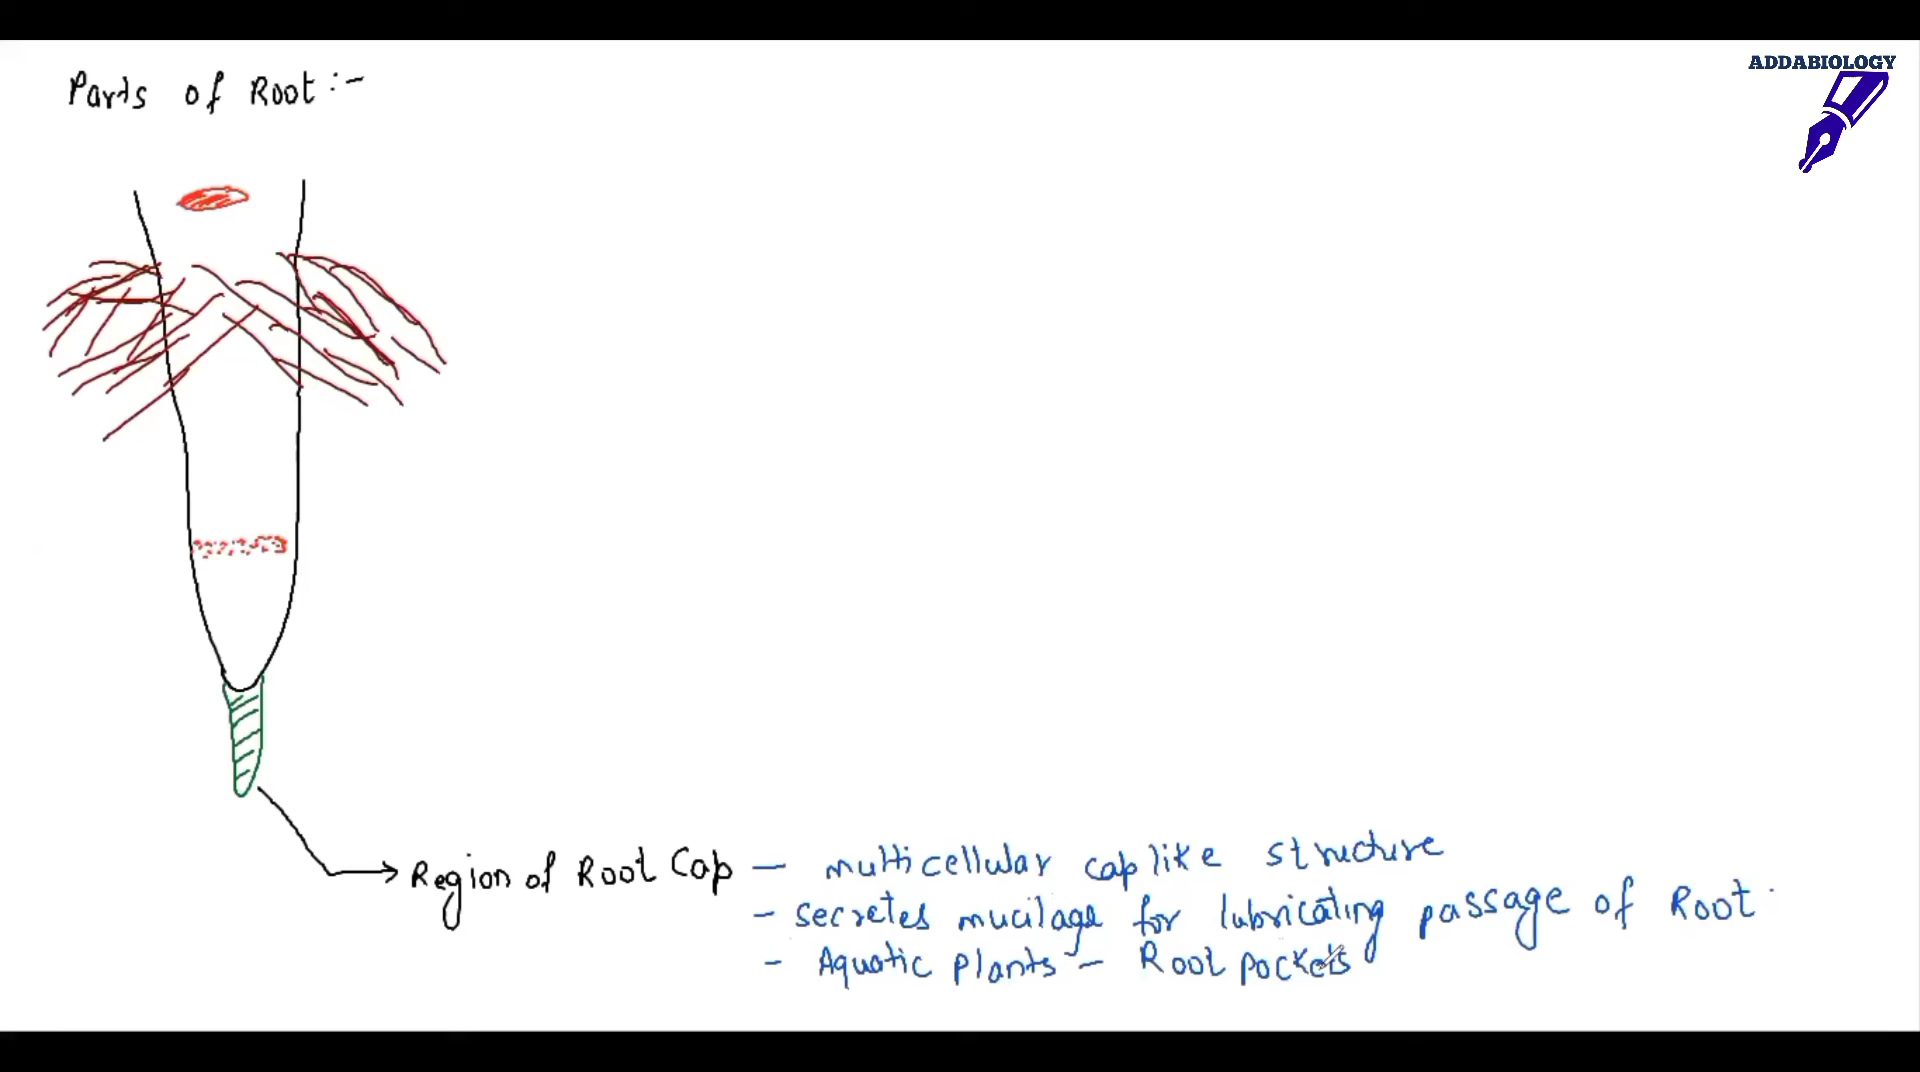 Parts of Root :-
ADDABIOLOGY
Region of Root Cap - multicellular cap like structure
- secretes mucilage for lubricating passage of Root.
- Aquatic plants - Root pockets